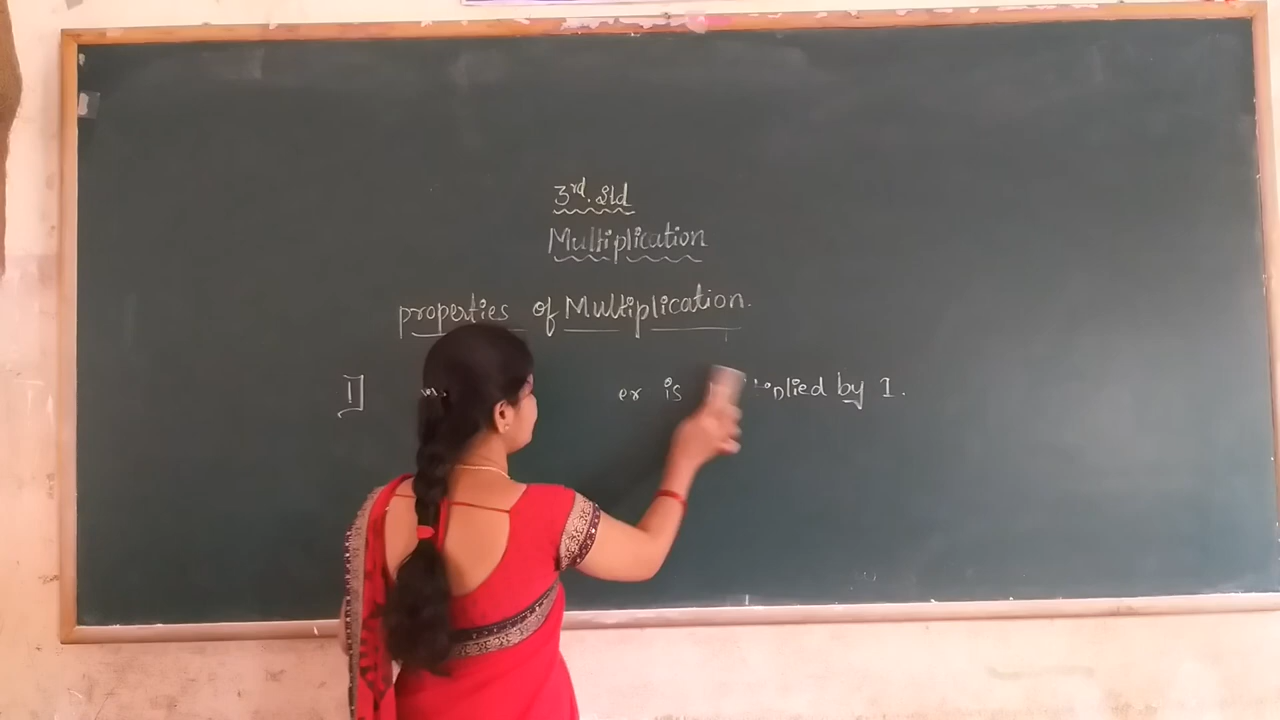 3rd. Std
Multiplication
properties of Multiplication.
1] er is by 1.